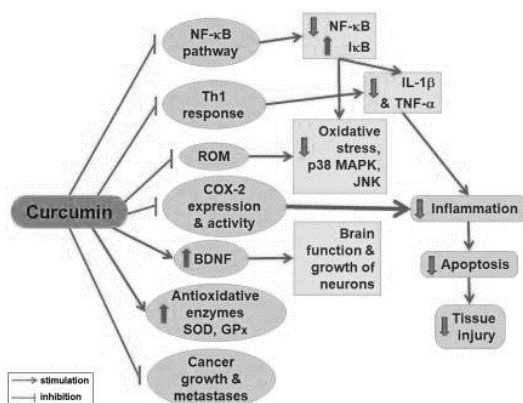 NF-κB
pathway
NF-κB
IκB
Th1
response
IL-1β
& TNF-α
ROM
Oxidative
stress,
p38 MAPK,
JNK
Curcumin
COX-2
expression
& activity
Inflammation
BDNF
Brain
function &
growth of
neurons
Apoptosis
Antioxidative
enzymes
SOD, GPx
Tissue
injury
Cancer
growth &
metastases
stimulation
inhibition